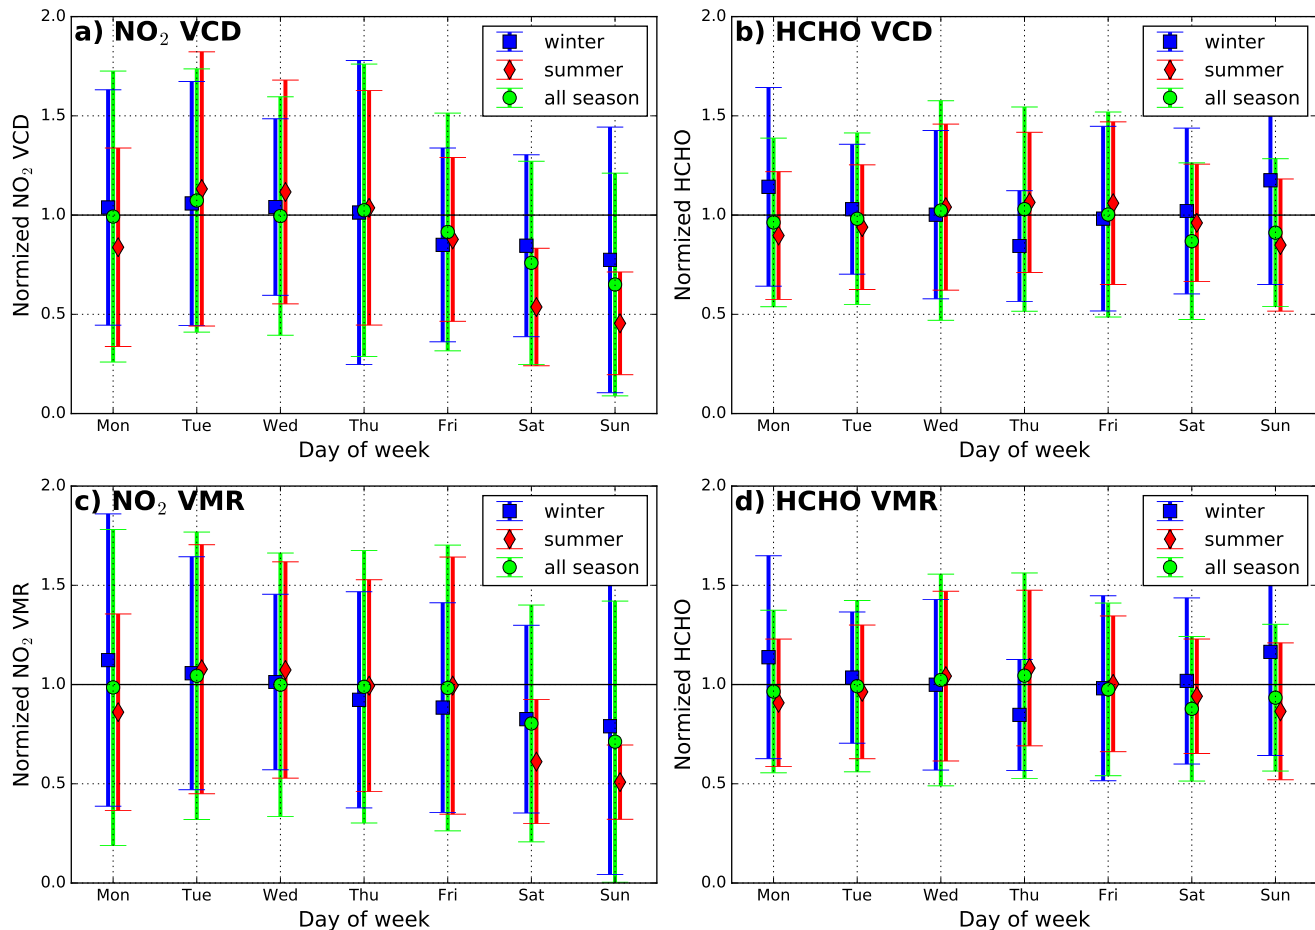 a) NO₂ VCD
winter
summer
all season
2.0
1.5
1.0
0.5
0.0
Normized NO₂ VCD
Mon Tue Wed Thu Fri Sat Sun
Day of week
b) HCHO VCD
winter
summer
all season
2.0
1.5
1.0
0.5
0.0
Normized HCHO
Mon Tue Wed Thu Fri Sat Sun
Day of week
c) NO₂ VMR
winter
summer
all season
2.0
1.5
1.0
0.5
0.0
Normized NO₂ VMR
Mon Tue Wed Thu Fri Sat Sun
Day of week
d) HCHO VMR
winter
summer
all season
2.0
1.5
1.0
0.5
0.0
Normized HCHO
Mon Tue Wed Thu Fri Sat Sun
Day of week